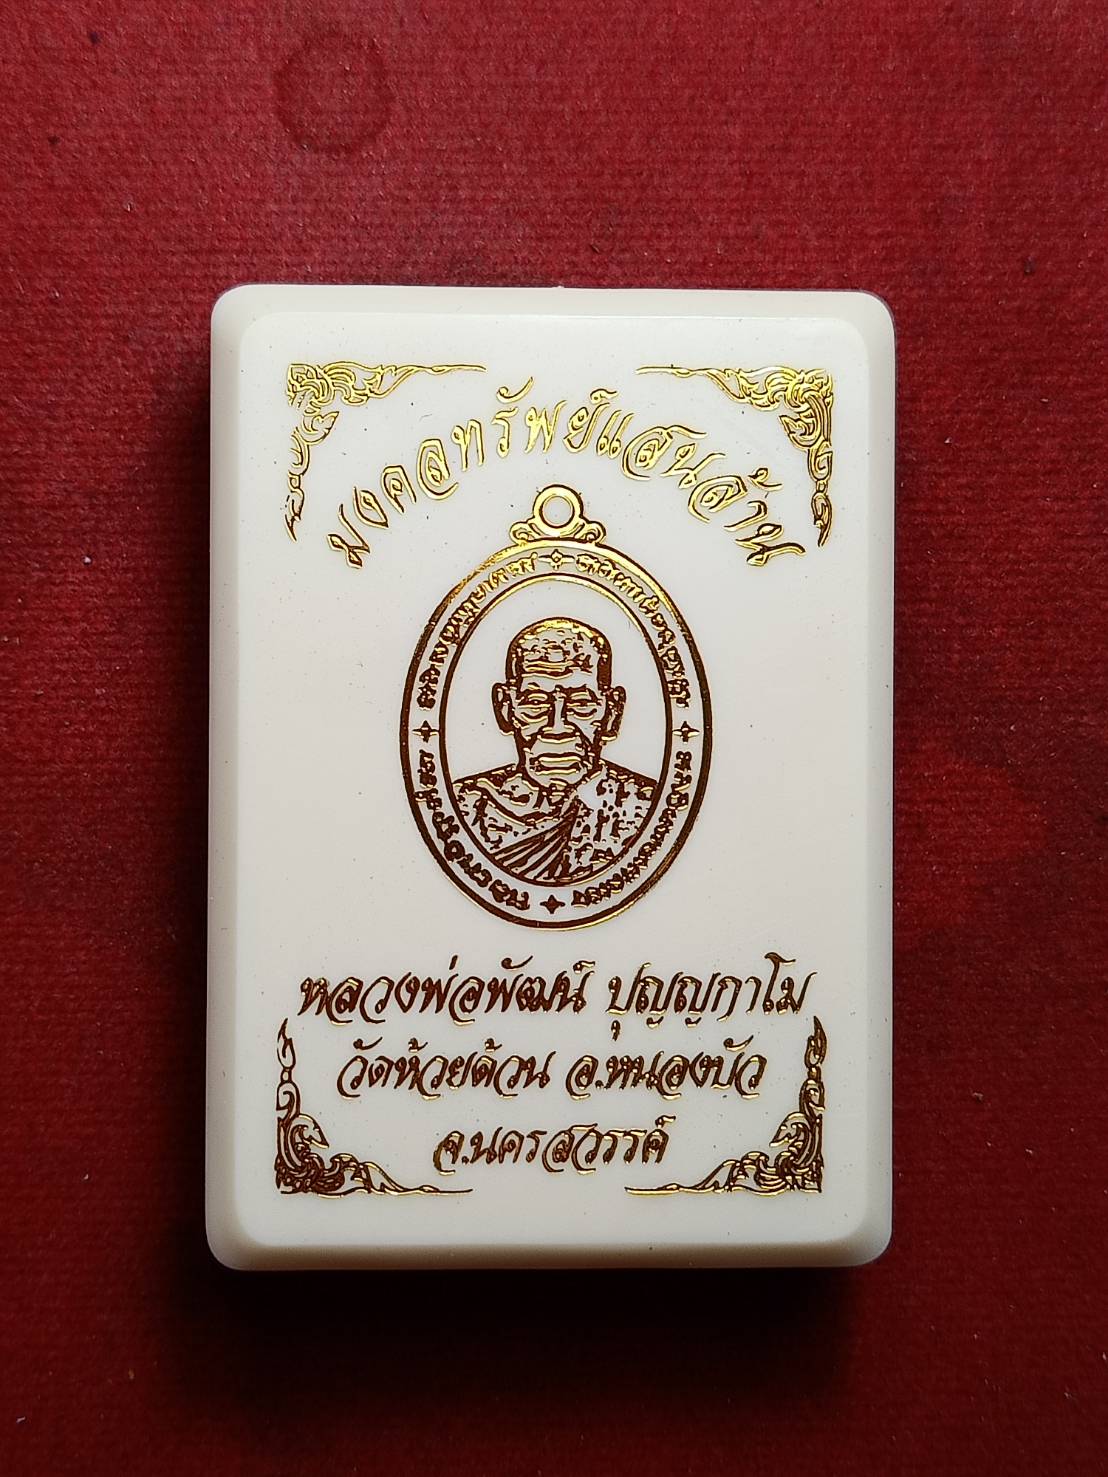 มงคลทรัพย์แสนล้าน
หลวงพ่อพัฒน์ ปุญญกาโม
วัดห้วยด้วน อ.หนองบัว
จ.นครสวรรค์